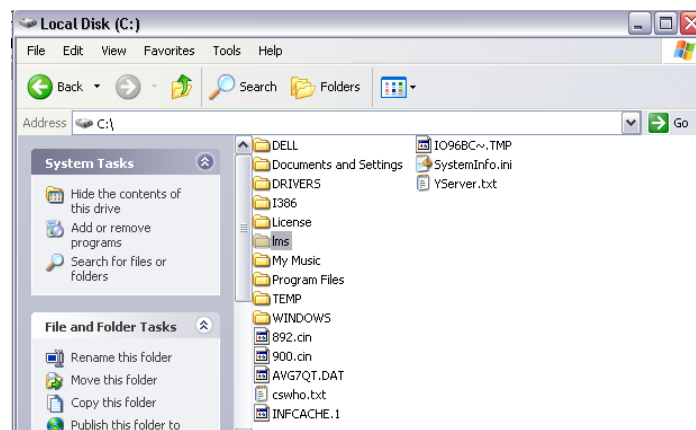 Local Disk (C:)
File Edit View Favorites Tools Help
Back Search Folders
Address C:\ Go
System Tasks
Hide the contents of
this drive
Add or remove
programs
Search for files or
folders
File and Folder Tasks
Rename this folder
Move this folder
Copy this folder
Publish this folder to
DELL
Documents and Settings
DRIVERS
I386
License
lms
My Music
Program Files
TEMP
WINDOWS
892.cin
900.cin
AVG7QT.DAT
cswho.txt
INFCACHE.1
IO96BC~.TMP
SystemInfo.ini
YServer.txt